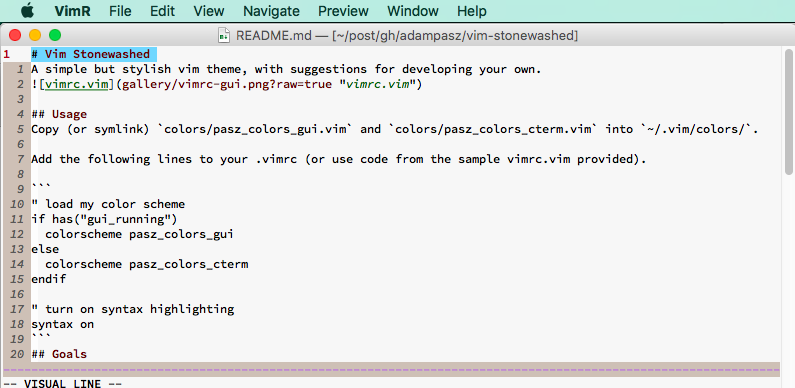 VimR File Edit View Navigate Preview Window Help
README.md — [~/post/gh/adampasz/vim-stonewashed]
1 # Vim Stonewashed
1 A simple but stylish vim theme, with suggestions for developing your own.
2 ![vimrc.vim](gallery/vimrc-gui.png?raw=true "vimrc.vim")
3
4 ## Usage
5 Copy (or symlink) `colors/pasz_colors_gui.vim` and `colors/pasz_colors_cterm.vim` into `~/.vim/colors/`.
6
7 Add the following lines to your .vimrc (or use code from the sample vimrc.vim provided).
8
9 ```
10 " load my color scheme
11 if has("gui_running")
12   colorscheme pasz_colors_gui
13 else
14   colorscheme pasz_colors_cterm
15 endif
16
17 " turn on syntax highlighting
18 syntax on
19 ```
20 ## Goals
-- VISUAL LINE --